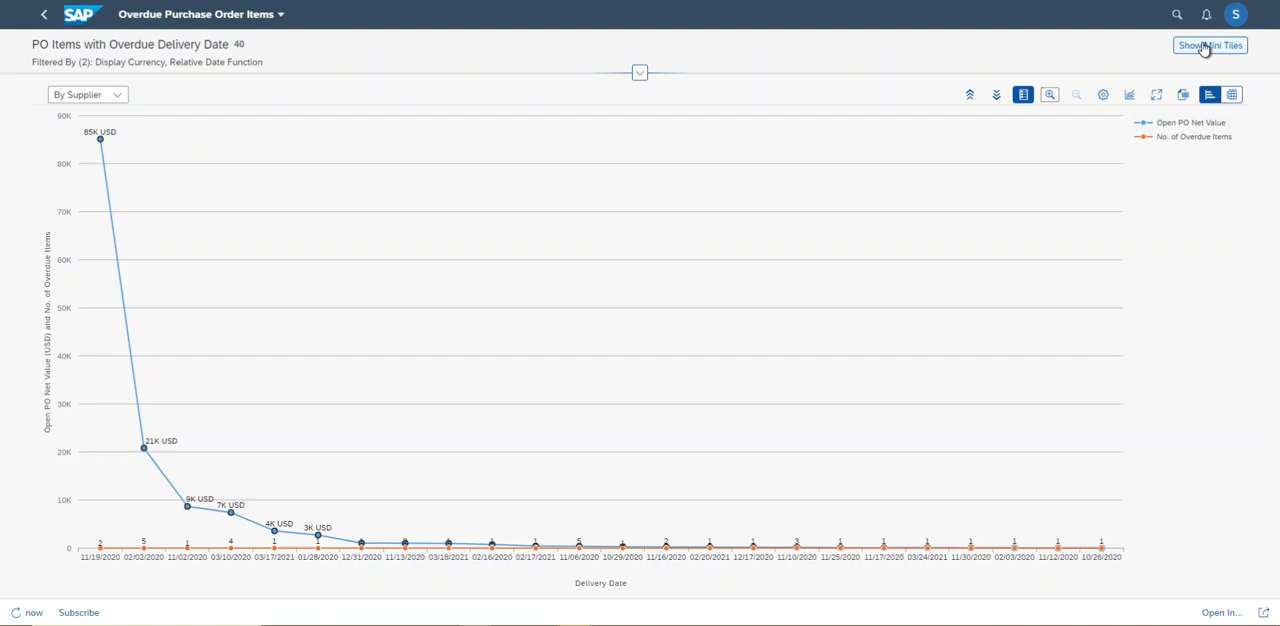 SAP Overdue Purchase Order Items S
PO Items with Overdue Delivery Date 40
Filtered By (2): Display Currency, Relative Date Function
By Supplier
Open PO Net Value
No. of Overdue Items
Open PO Net Value (USD) and No. of Overdue Items
90K
80K
70K
60K
50K
40K
30K
20K
10K
0
85K USD
21K USD
9K USD
7K USD
4K USD
3K USD
2 5 1 4 1 1 1 1 2 1 1 3 1 1 1 1 1 1 1
11/19/2020 02/02/2020 11/02/2020 03/10/2020 03/17/2021 01/28/2020 12/31/2020 11/13/2020 03/18/2021 02/16/2020 02/17/2021 11/06/2020 10/29/2020 11/16/2020 02/20/2021 12/17/2020 11/10/2020 11/25/2020 11/17/2020 03/24/2021 11/30/2020 02/03/2020 11/12/2020 10/26/2020
Delivery Date
now Subscribe Open In...